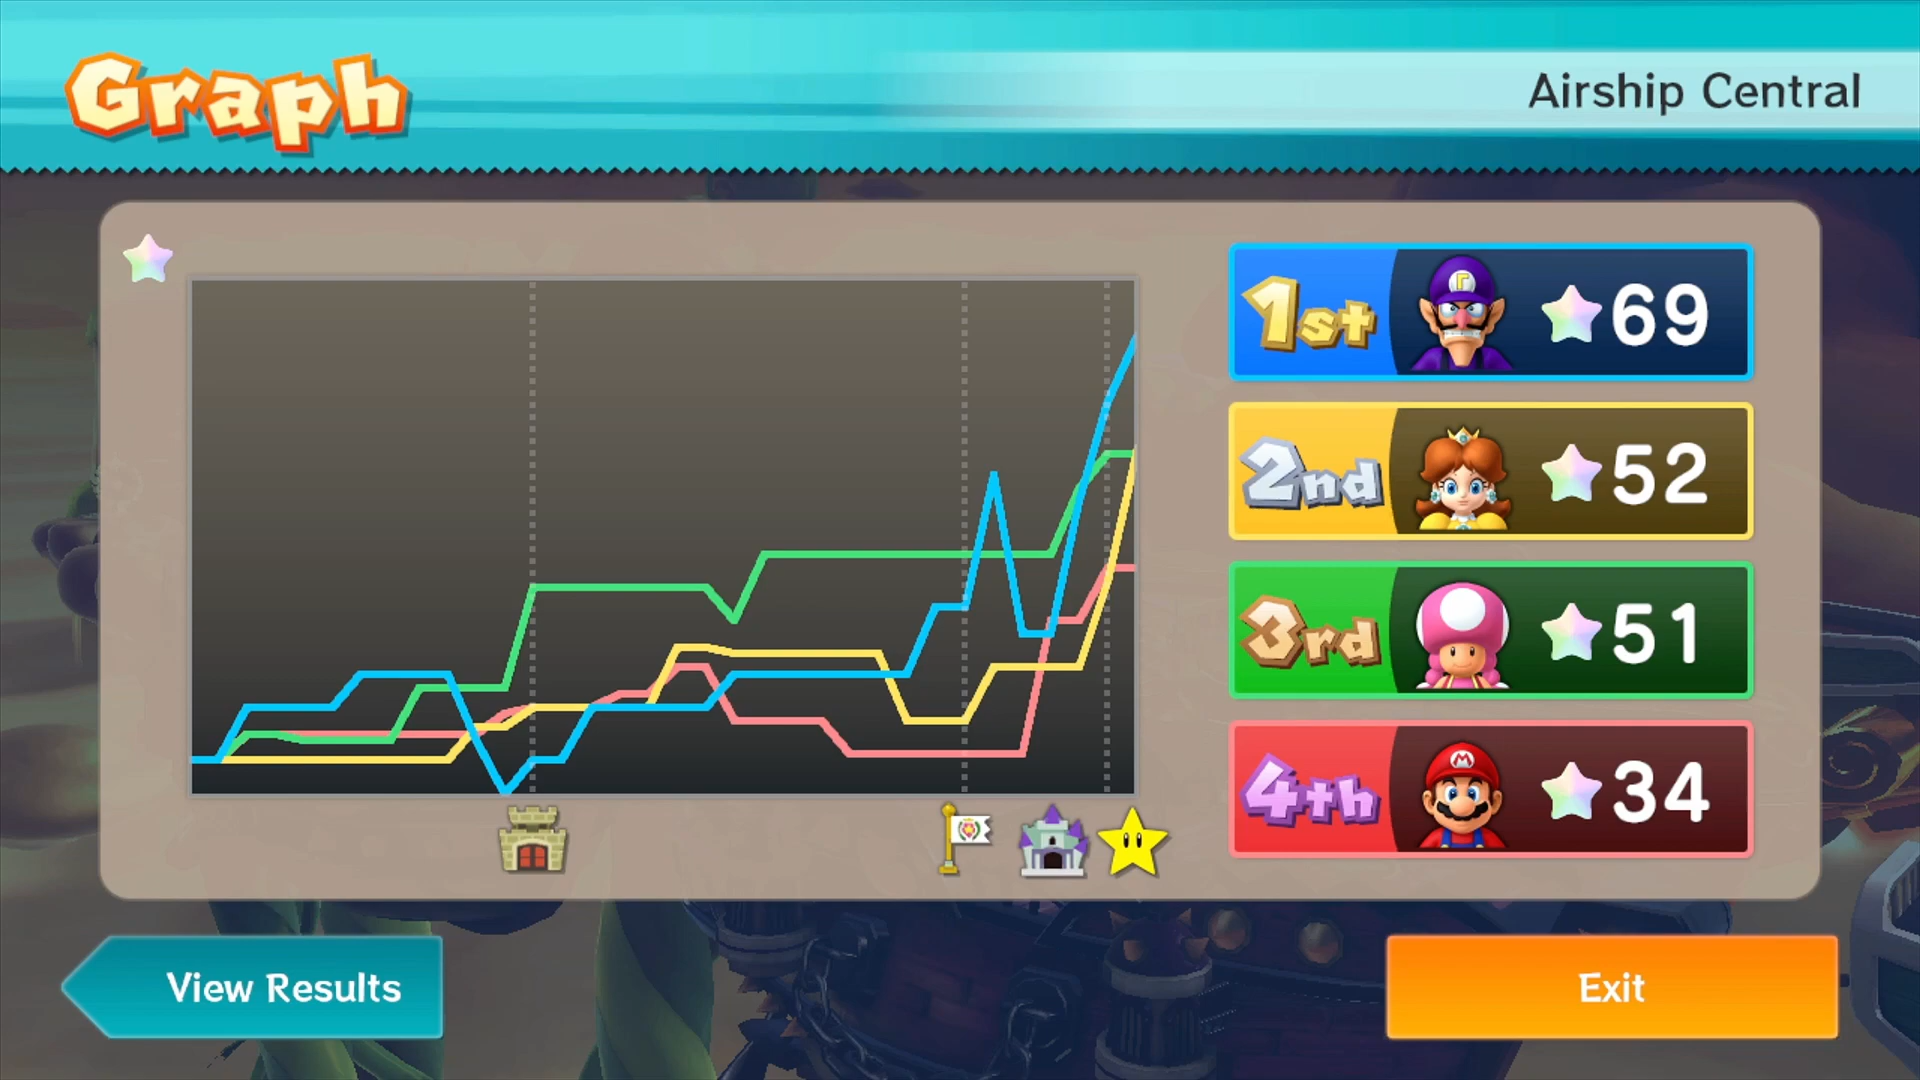 Graph
Airship Central
1st 69
2nd 52
3rd 51
4th 34
View Results
Exit